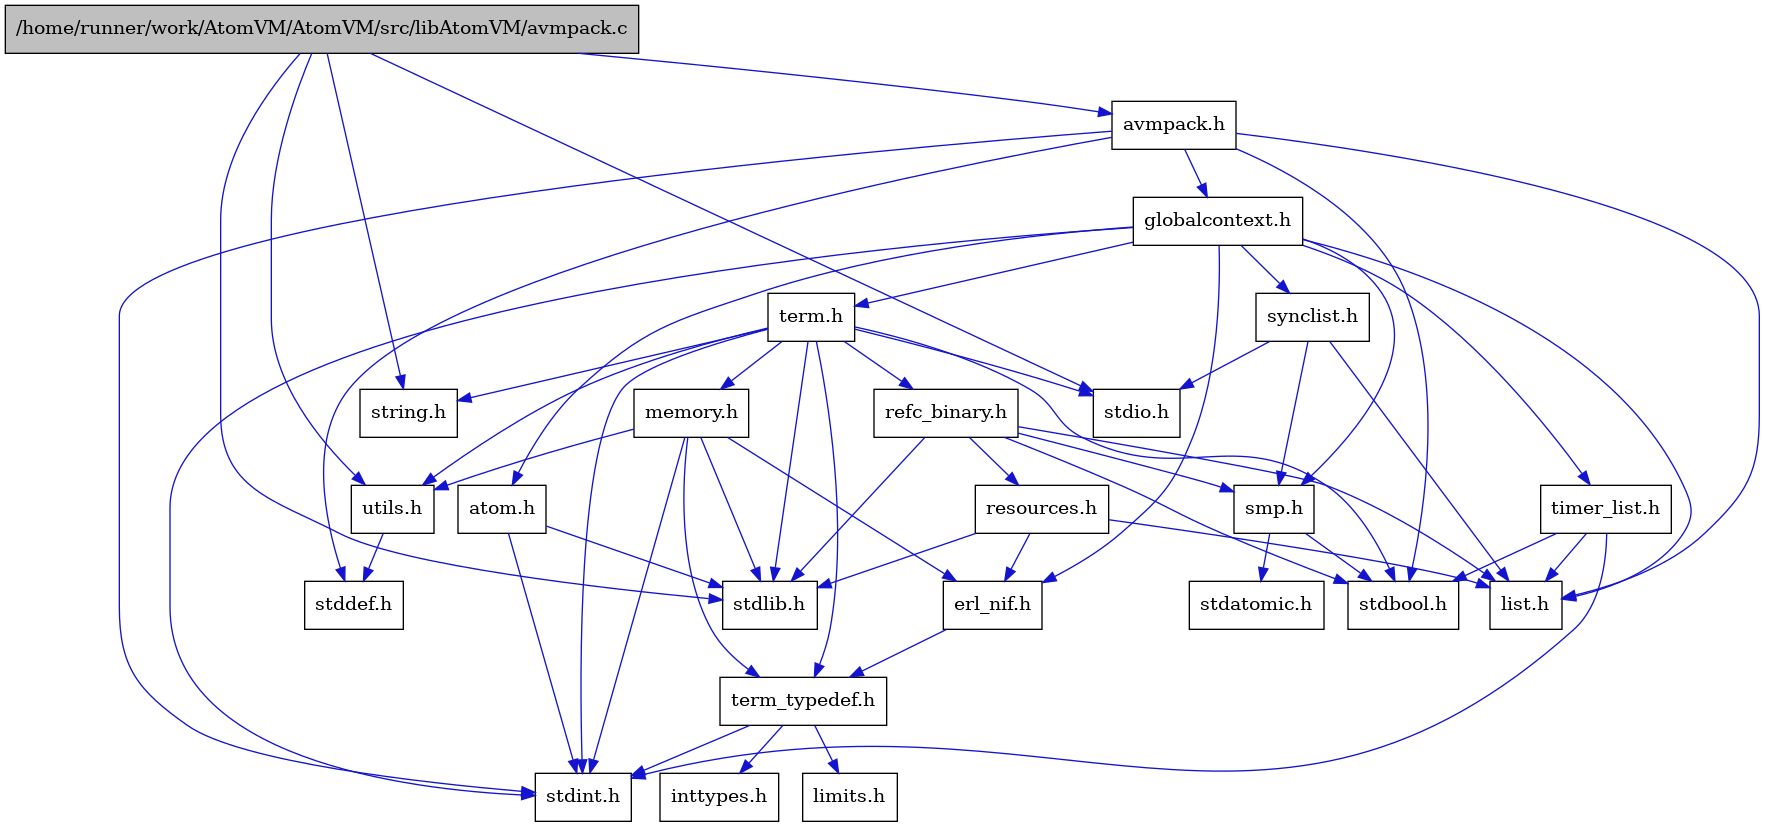 /home/runner/work/AtomVM/AtomVM/src/libAtomVM/avmpack.c
avmpack.h
globalcontext.h
term.h
synclist.h
string.h
memory.h
refc_binary.h
stdio.h
utils.h
atom.h
resources.h
smp.h
timer_list.h
stddef.h
stdlib.h
erl_nif.h
stdatomic.h
stdbool.h
list.h
term_typedef.h
stdint.h
inttypes.h
limits.h